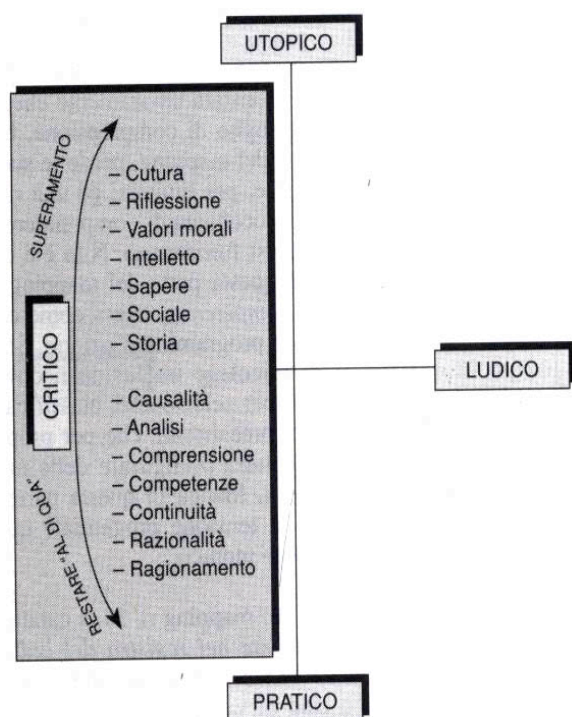 UTOPICO
SUPERAMENTO
– Cutura
– Riflessione
– Valori morali
– Intelletto
– Sapere
– Sociale
– Storia
CRITICO
LUDICO
– Causalità
– Analisi
– Comprensione
– Competenze
– Continuità
– Razionalità
– Ragionamento
RESTARE "AL DI QUA"
PRATICO